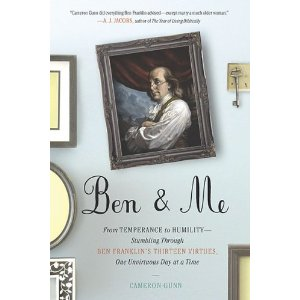 "Cameron Gunn did everything Ben Franklin advised—except marry a much older woman."
—A. J. JACOBS, author of The Year of Living Biblically
Ben & Me
From TEMPERANCE to HUMILITY—
Stumbling Through
BEN FRANKLIN'S THIRTEEN VIRTUES,
One Unvirtuous Day at a Time
CAMERON GUNN